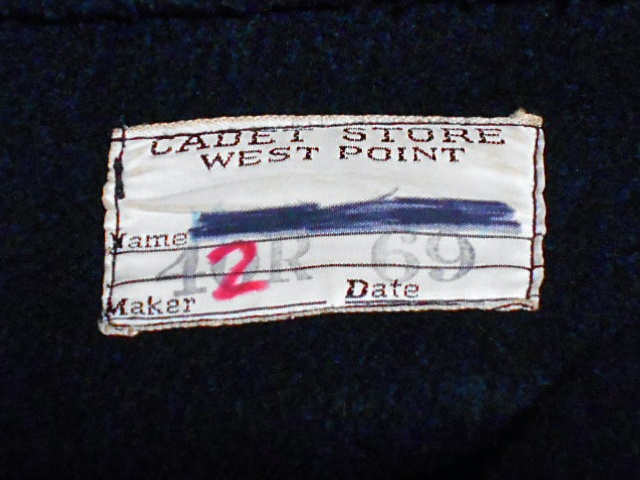 CADET STORE
WEST POINT
Name
42R 69
Maker Date